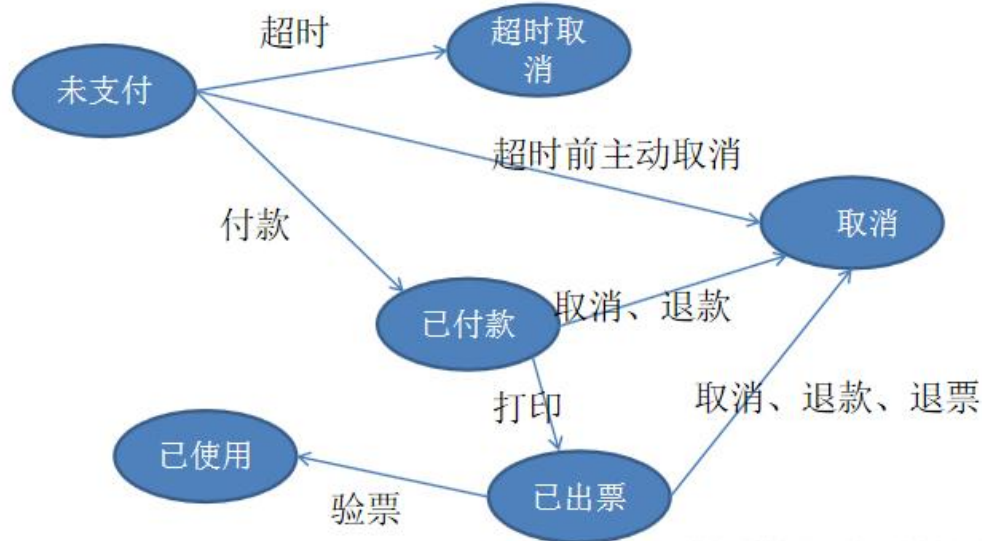 超时
超时取
消
未支付
超时前主动取消
付款
取消
取消、退款
已付款
打印
取消、退款、退票
已使用
验票
已出票